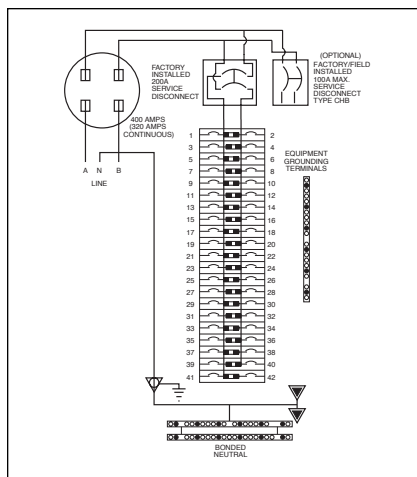 FACTORY
INSTALLED
200A
SERVICE
DISCONNECT
(OPTIONAL)
FACTORY/FIELD
INSTALLED
100A MAX.
SERVICE
DISCONNECT
TYPE CHB
400 AMPS
(320 AMPS
CONTINUOUS)
A N B
LINE
EQUIPMENT
GROUNDING
TERMINALS
1 2
3 4
5 6
7 8
9 10
11 12
13 14
15 16
17 18
19 20
21 22
23 24
25 26
27 28
29 30
31 32
33 34
35 36
37 38
39 40
41 42
BONDED
NEUTRAL